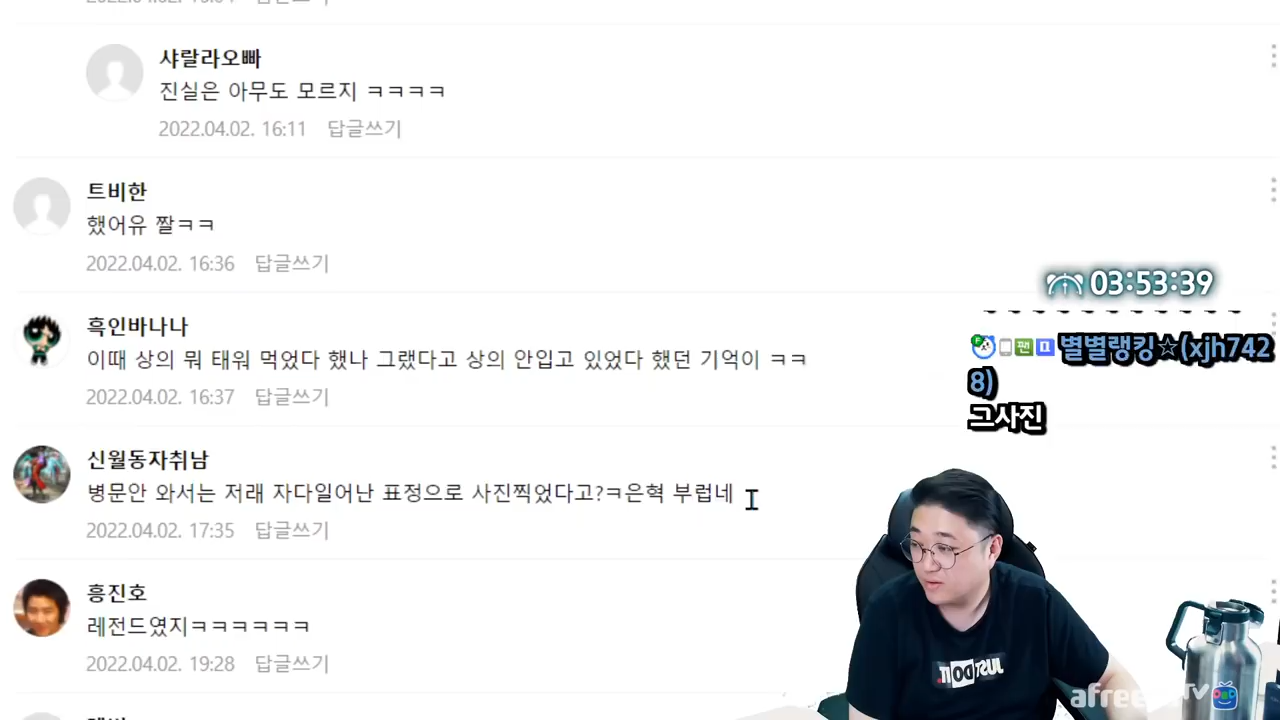 샤랄라오빠
진실은 아무도 모르지 ㅋㅋㅋㅋ
2022.04.02. 16:11 답글쓰기
트비한
했어유 짤ㅋㅋ
2022.04.02. 16:36 답글쓰기
흑인바나나
이때 상의 뭐 태워 먹었다 했나 그랬다고 상의 안입고 있었다 했던 기억이 ㅋㅋ
2022.04.02. 16:37 답글쓰기
신월동자취남
병문안 와서는 저래 자다일어난 표정으로 사진찍었다고?ㅋ은혁 부럽네
2022.04.02. 17:35 답글쓰기
흥진호
레전드였지ㅋㅋㅋㅋㅋㅋ
2022.04.02. 19:28 답글쓰기
03:53:39
F 팬 별별랭킹☆(xjh742
8)
그사진
JUST DO IT.